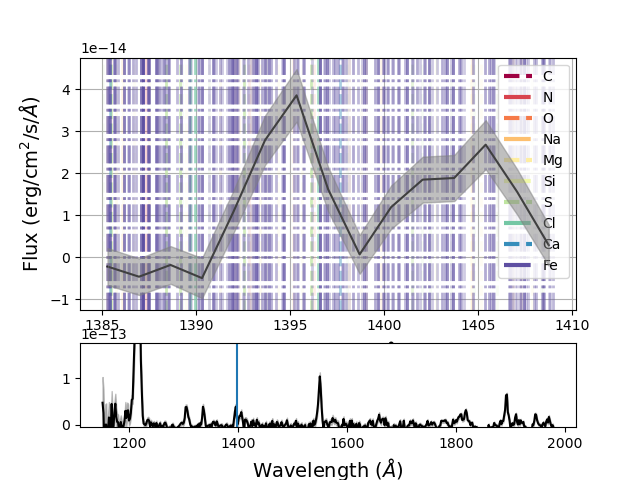 1e−14
Flux (erg/cm²/s/Å)
4
3
2
1
0
−1
C
N
O
Na
Mg
Si
S
Cl
Ca
Fe
1385
1390
1395
1400
1405
1410
1e−13
1
0
1200
1400
1600
1800
2000
Wavelength (Å)